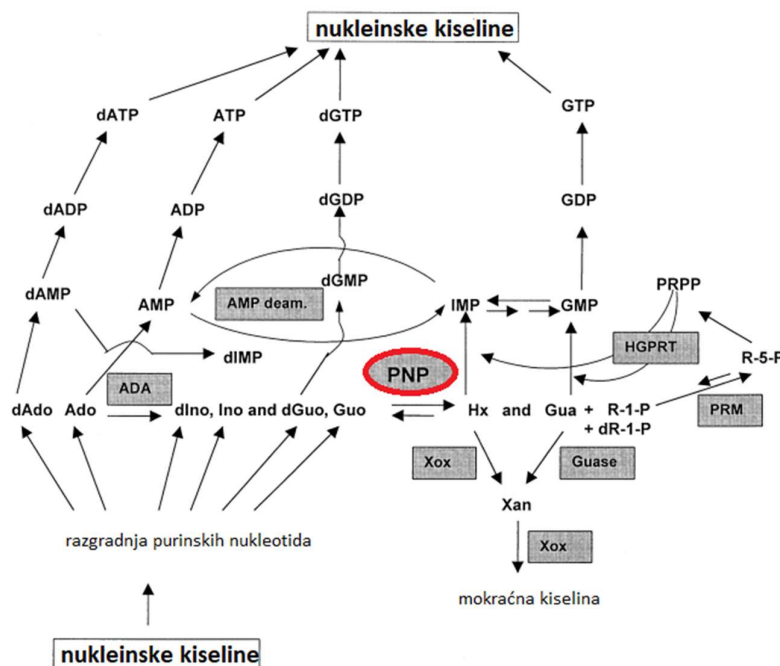 nukleinske kiseline
dATP ATP dGTP GTP
dADP ADP dGDP GDP
dGMP PRPP
dAMP AMP AMP deam. IMP GMP
HGPRT
dIMP R-5-P
PNP
ADA
dAdo Ado dIno, Ino and dGuo, Guo Hx and Gua + R-1-P PRM
+ dR-1-P
Xox Guase
Xan
razgradnja purinskih nukleotida
Xox
mokraćna kiselina
nukleinske kiseline